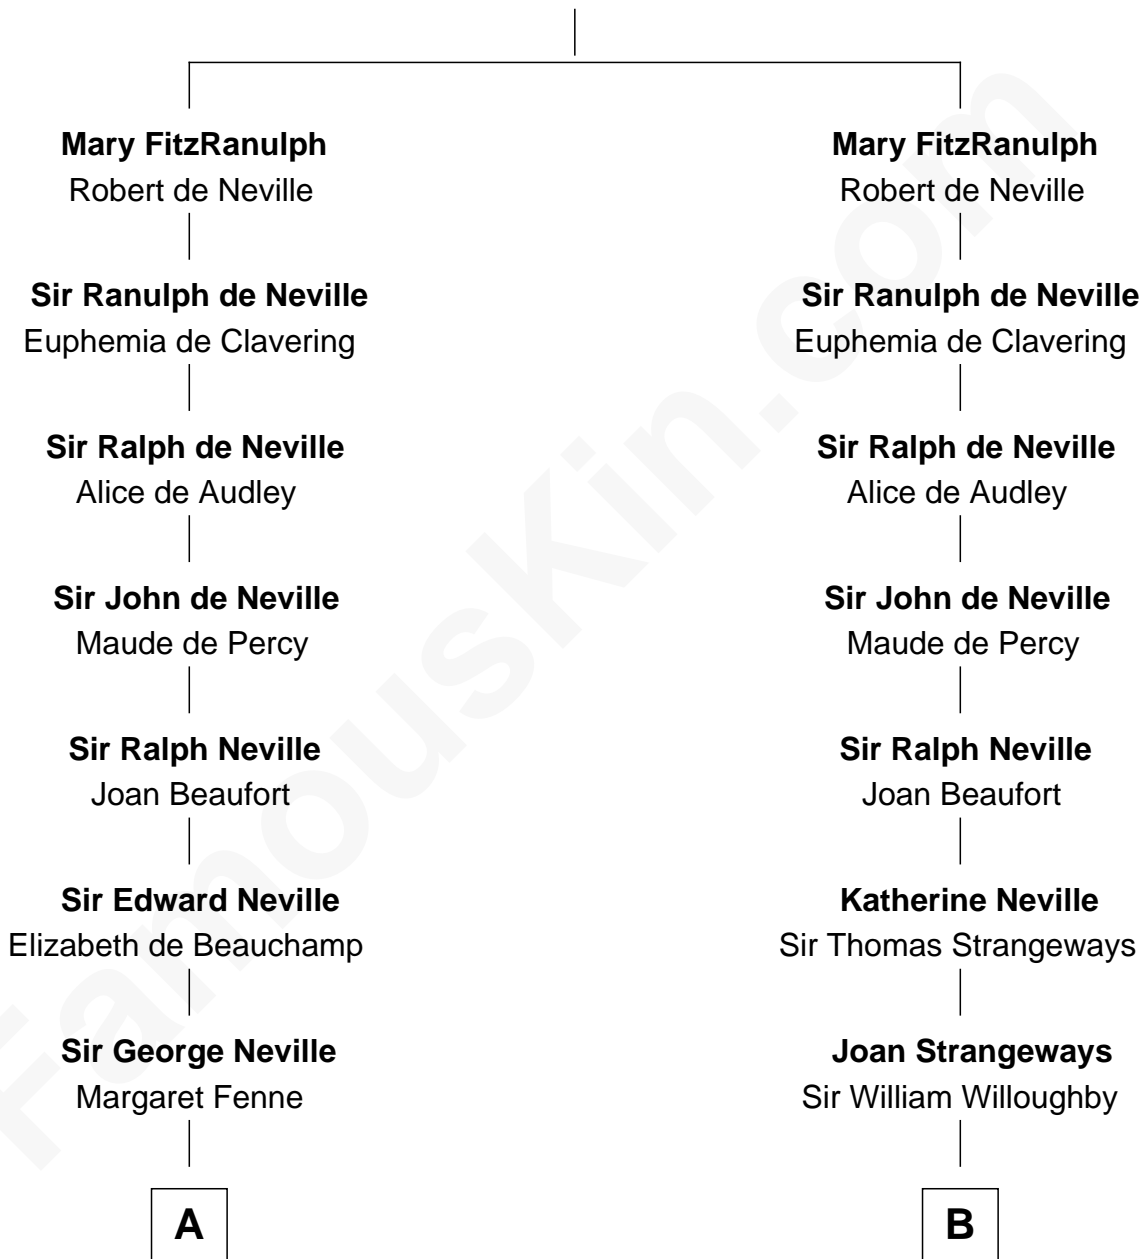 Mary FitzRanulph
Robert de Neville
Sir Ranulph de Neville
Euphemia de Clavering
Sir Ralph de Neville
Alice de Audley
Sir John de Neville
Maude de Percy
Sir Ralph Neville
Joan Beaufort
Sir Edward Neville
Elizabeth de Beauchamp
Sir George Neville
Margaret Fenne
A
Mary FitzRanulph
Robert de Neville
Sir Ranulph de Neville
Euphemia de Clavering
Sir Ralph de Neville
Alice de Audley
Sir John de Neville
Maude de Percy
Sir Ralph Neville
Joan Beaufort
Katherine Neville
Sir Thomas Strangeways
Joan Strangeways
Sir William Willoughby
B
FamousKin.com